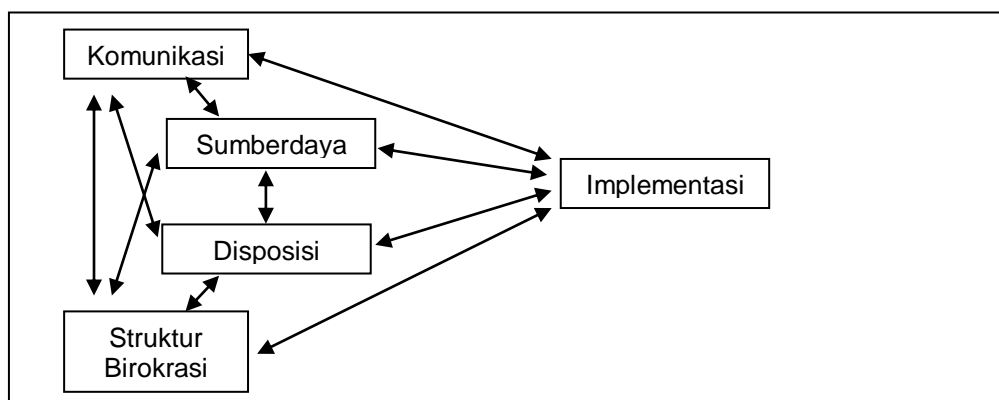 Komunikasi
Sumberdaya
Implementasi
Disposisi
Struktur
Birokrasi